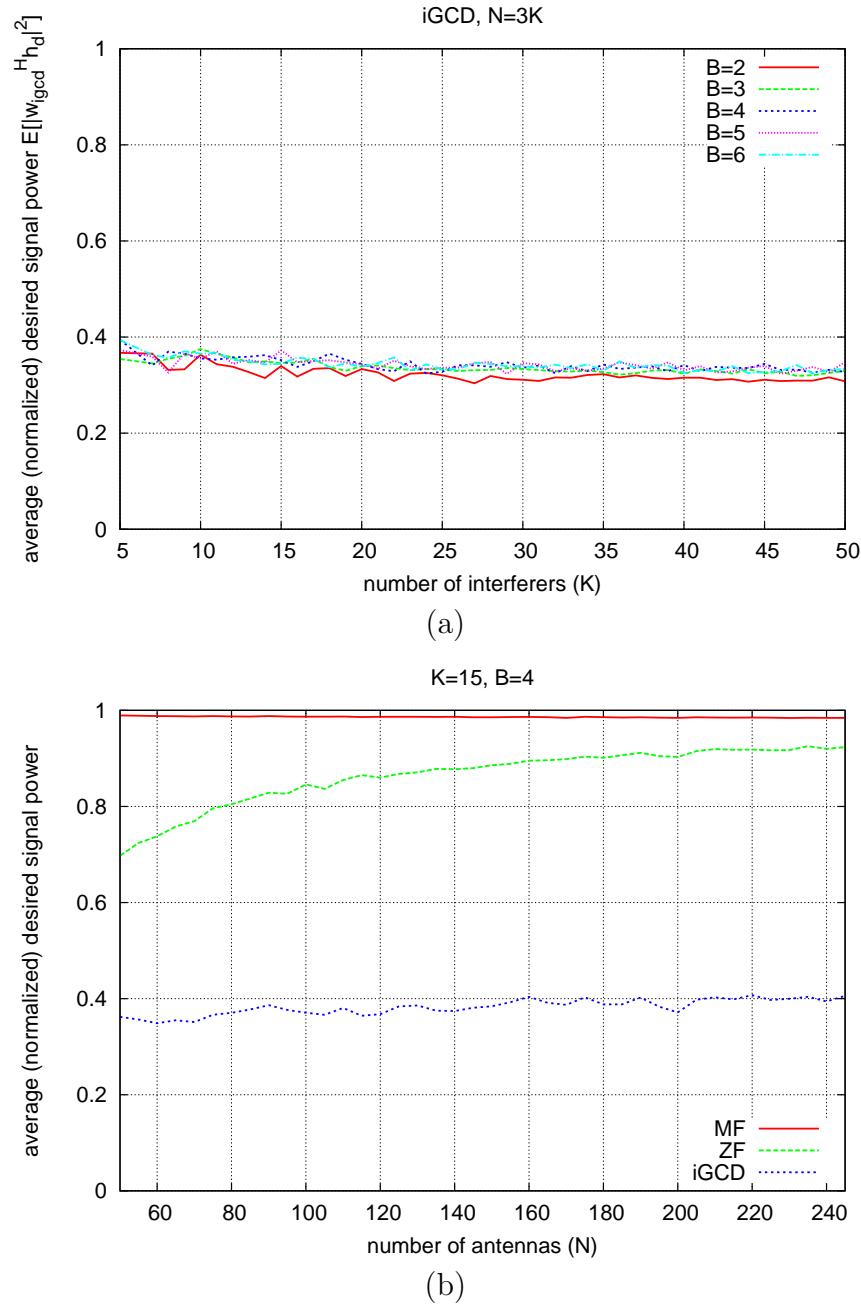 iGCD, N=3K
average (normalized) desired signal power E[|w_igcd^H h_d|^2]
1
0.8
0.6
0.4
0.2
0
B=2
B=3
B=4
B=5
B=6
5 10 15 20 25 30 35 40 45 50
number of interferers (K)
(a)
K=15, B=4
average (normalized) desired signal power
1
0.8
0.6
0.4
0.2
0
MF
ZF
iGCD
60 80 100 120 140 160 180 200 220 240
number of antennas (N)
(b)